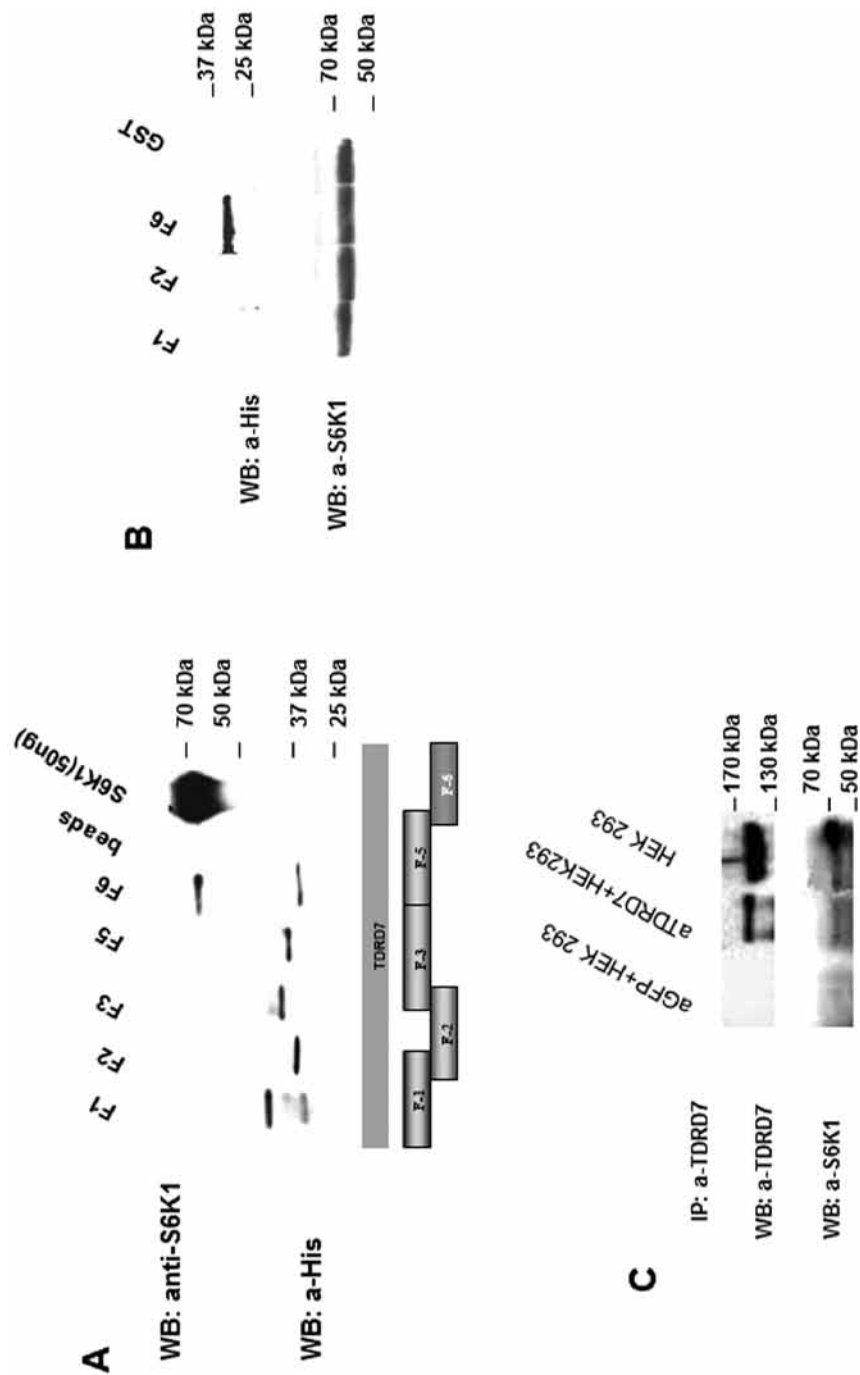 A
WB: anti-S6K1
F1 F2 F3 F5 F6 beads S6K1(50ng)
– 70 kDa
– 50 kDa
WB: a-His
– 37 kDa
– 25 kDa
TDRD7
F-1 F-3 F-5
F-2 F-6
B
F1 F2 F6 GST
WB: a-His
– 37 kDa
– 25 kDa
WB: a-S6K1
– 70 kDa
– 50 kDa
C
IP: a-TDRD7
aGFP+HEK 293 aTDRD7+HEK293 HEK 293
WB: a-TDRD7
– 170 kDa
– 130 kDa
WB: a-S6K1
70 kDa
– 50 kDa